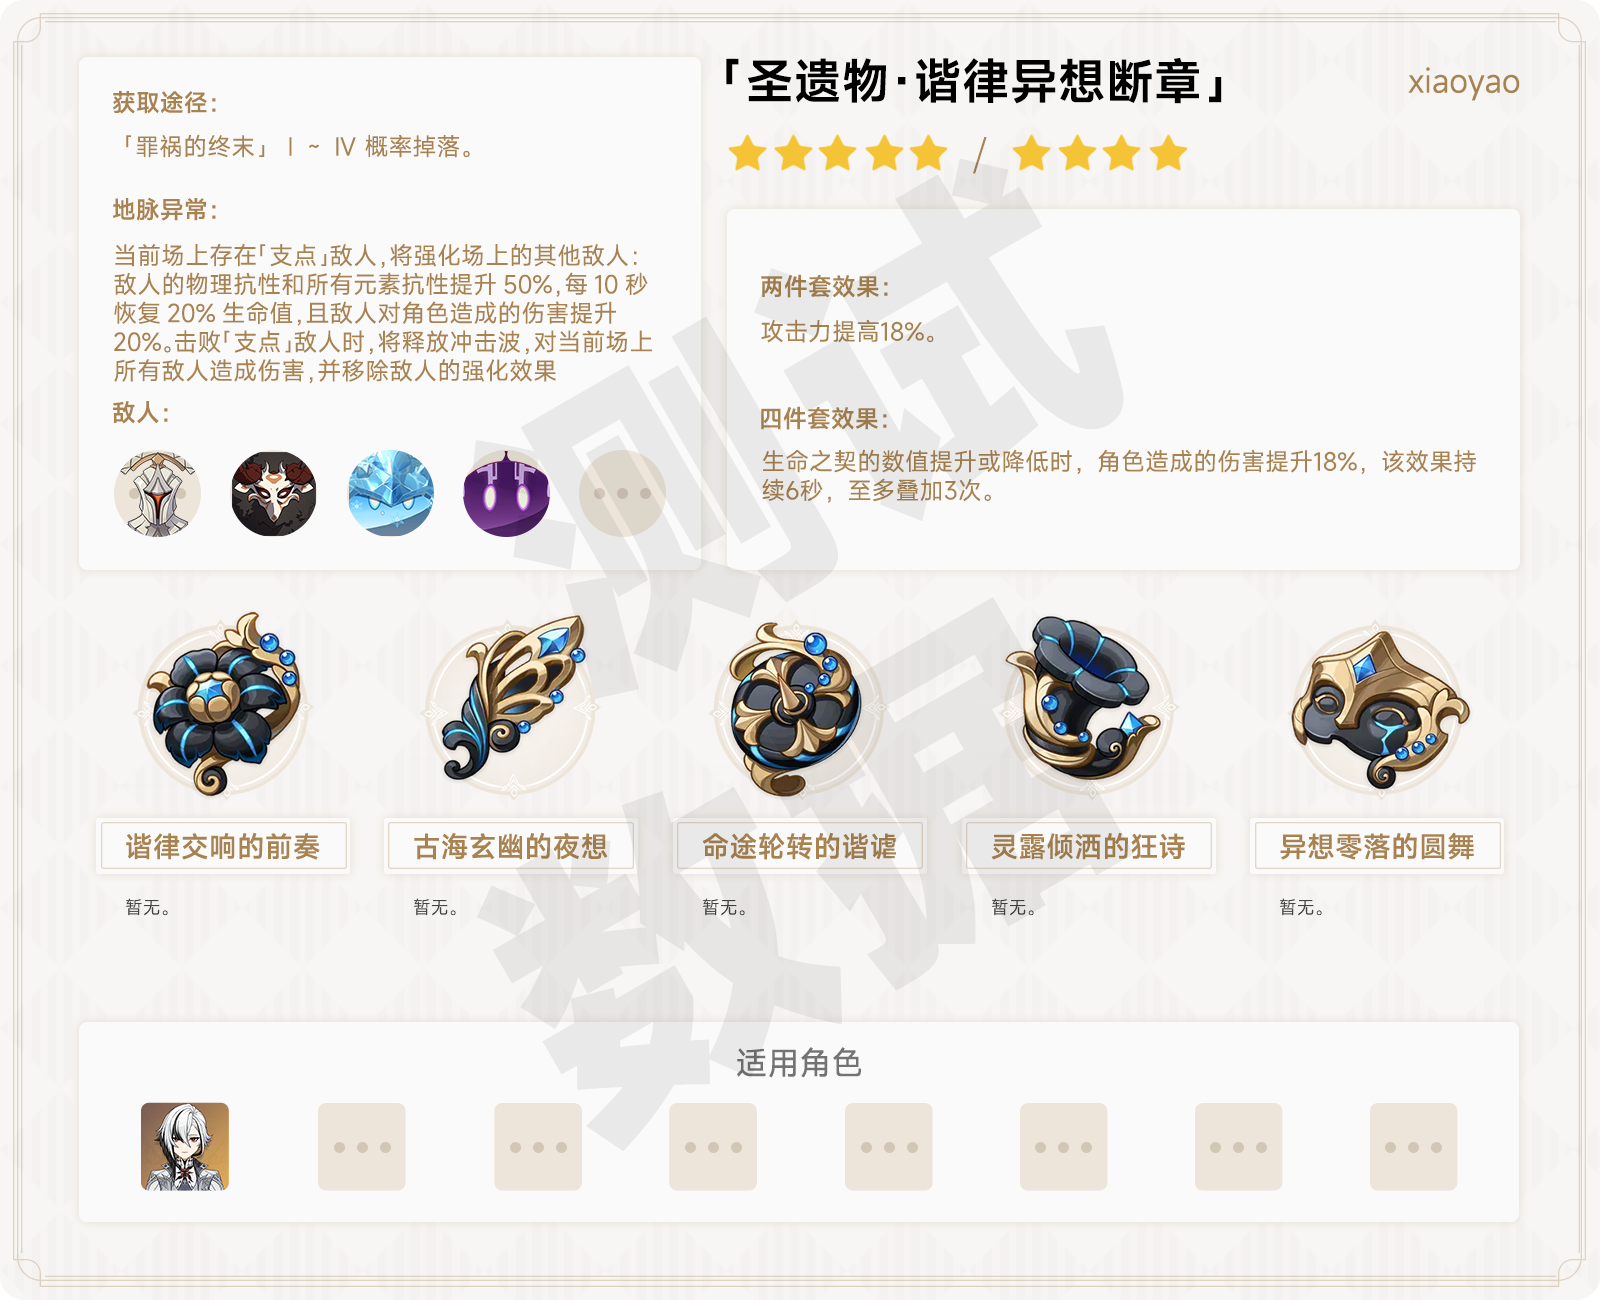 「圣遗物·谐律异想断章」
xiaoyao
获取途径：
「罪祸的终末」Ⅰ ~ Ⅳ 概率掉落。
地脉异常：
当前场上存在「支点」敌人，将强化场上的其他敌人：
敌人的物理抗性和所有元素抗性提升 50%，每 10 秒
恢复 20% 生命值，且敌人对角色造成的伤害提升
20%。击败「支点」敌人时，将释放冲击波，对当前场上
所有敌人造成伤害，并移除敌人的强化效果
敌人：
两件套效果：
攻击力提高18%。
四件套效果：
生命之契的数值提升或降低时，角色造成的伤害提升18%，该效果持
续6秒，至多叠加3次。
测试
数据
谐律交响的前奏
古海玄幽的夜想
命途轮转的谐谑
灵露倾洒的狂诗
异想零落的圆舞
暂无。
暂无。
暂无。
暂无。
暂无。
适用角色